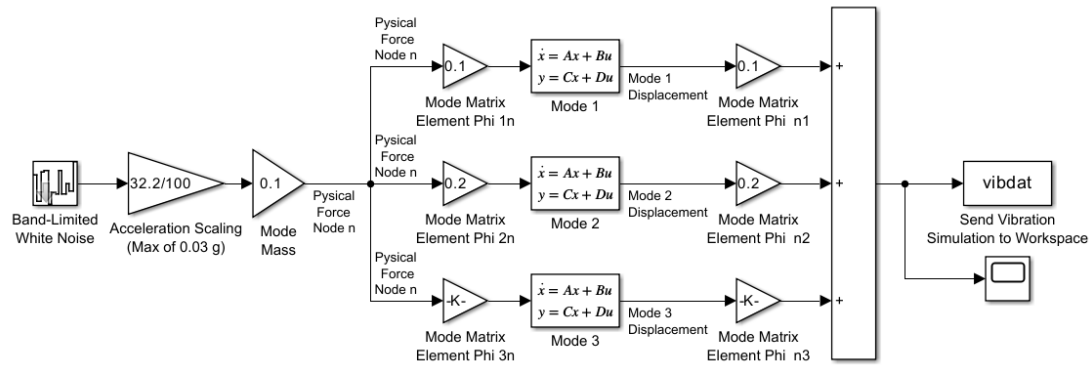 Pysical
Force
Node n
0.1
Mode Matrix
Element Phi 1n
ẋ = Ax + Bu
y = Cx + Du
Mode 1
Mode 1
Displacement
0.1
Mode Matrix
Element Phi n1
+
Band-Limited
White Noise
32.2/100
Acceleration Scaling
(Max of 0.03 g)
0.1
Mode
Mass
Pysical
Force
Node n
Pysical
Force
Node n
0.2
Mode Matrix
Element Phi 2n
ẋ = Ax + Bu
y = Cx + Du
Mode 2
Mode 2
Displacement
0.2
Mode Matrix
Element Phi n2
+
vibdat
Send Vibration
Simulation to Workspace
Pysical
Force
Node n
-K-
Mode Matrix
Element Phi 3n
ẋ = Ax + Bu
y = Cx + Du
Mode 3
Mode 3
Displacement
-K-
Mode Matrix
Element Phi n3
+